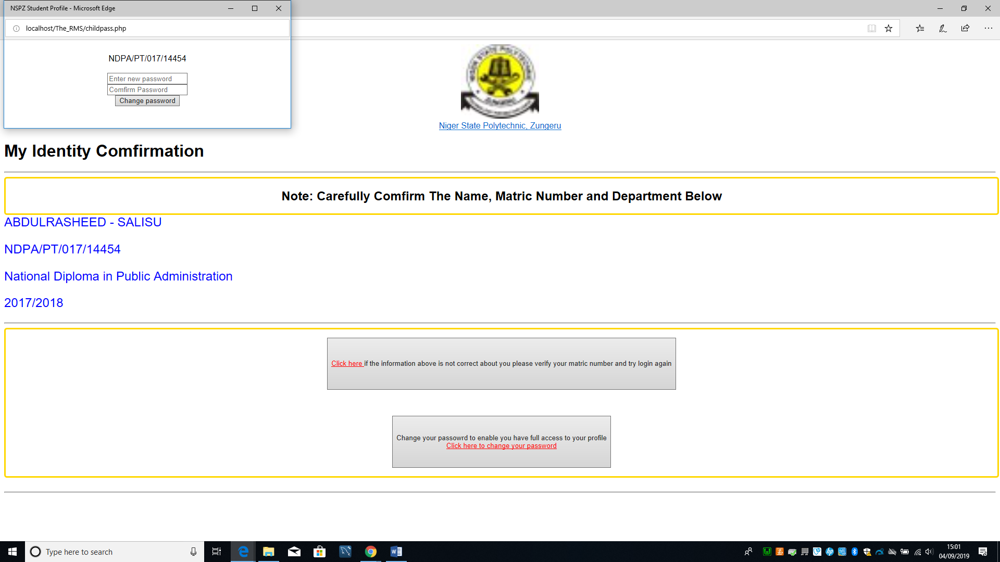 NSPZ Student Profile - Microsoft Edge
localhost/The_RMS/childpass.php
NDPA/PT/017/14454
Enter new password
Comfirm Password
Change password
Niger State Polytechnic, Zungeru
My Identity Comfirmation
Note: Carefully Comfirm The Name, Matric Number and Department Below
ABDULRASHEED - SALISU
NDPA/PT/017/14454
National Diploma in Public Administration
2017/2018
Click here if the information above is not correct about you please verify your matric number and try login again
Change your passowrd to enable you have full access to your profile
Click here to change your password
Type here to search
15:01
04/09/2019